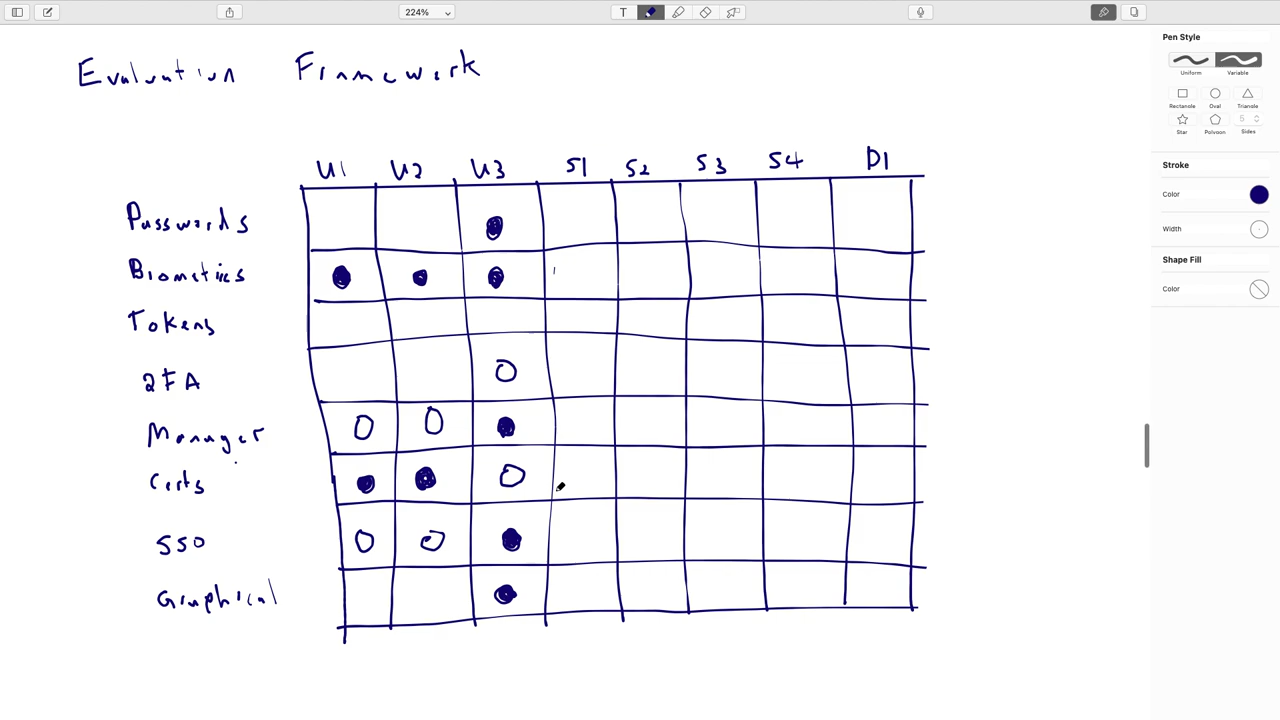 224%
T
Evaluation Framework
U1 U2 U3 S1 S2 S3 S4 D1
Passwords
Biometrics
Tokens
2FA
Manager
Certs
SSO
Graphical
Pen Style
Uniform Variable
Rectangle Oval Triangle
5
Star Polygon Sides
Stroke
Color
Width
Shape Fill
Color